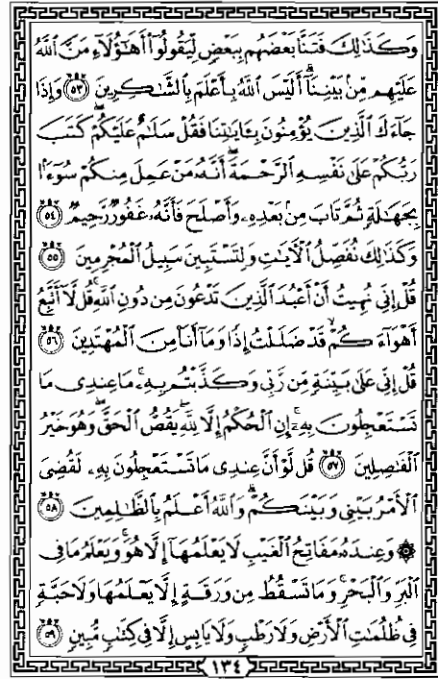 وَكَذَٰلِكَ فَتَنَّا بَعْضَهُم بِبَعْضٍ لِّيَقُولُوٓا۟ أَهَٰٓؤُلَآءِ مَنَّ ٱللَّهُ
عَلَيْهِم مِّنۢ بَيْنِنَآ ۗ أَلَيْسَ ٱللَّهُ بِأَعْلَمَ بِٱلشَّٰكِرِينَ ٥٣ وَإِذَا
جَآءَكَ ٱلَّذِينَ يُؤْمِنُونَ بِـَٔايَٰتِنَا فَقُلْ سَلَٰمٌ عَلَيْكُمْ ۖ كَتَبَ
رَبُّكُمْ عَلَىٰ نَفْسِهِ ٱلرَّحْمَةَ ۖ أَنَّهُۥ مَنْ عَمِلَ مِنكُمْ سُوٓءًۢا
بِجَهَٰلَةٍ ثُمَّ تَابَ مِنۢ بَعْدِهِۦ وَأَصْلَحَ فَأَنَّهُۥ غَفُورٌ رَّحِيمٌ ٥٤
وَكَذَٰلِكَ نُفَصِّلُ ٱلْءَايَٰتِ وَلِتَسْتَبِينَ سَبِيلُ ٱلْمُجْرِمِينَ ٥٥
قُلْ إِنِّى نُهِيتُ أَنْ أَعْبُدَ ٱلَّذِينَ تَدْعُونَ مِن دُونِ ٱللَّهِ ۚ قُل لَّآ أَتَّبِعُ
أَهْوَآءَكُمْ ۙ قَدْ ضَلَلْتُ إِذًا وَمَآ أَنَا۠ مِنَ ٱلْمُهْتَدِينَ ٥٦
قُلْ إِنِّى عَلَىٰ بَيِّنَةٍ مِّن رَّبِّى وَكَذَّبْتُم بِهِۦ ۚ مَا عِندِى مَا
تَسْتَعْجِلُونَ بِهِۦٓ ۚ إِنِ ٱلْحُكْمُ إِلَّا لِلَّهِ ۖ يَقُصُّ ٱلْحَقَّ ۖ وَهُوَ خَيْرُ
ٱلْفَٰصِلِينَ ٥٧ قُل لَّوْ أَنَّ عِندِى مَا تَسْتَعْجِلُونَ بِهِۦ لَقُضِىَ
ٱلْأَمْرُ بَيْنِى وَبَيْنَكُمْ ۗ وَٱللَّهُ أَعْلَمُ بِٱلظَّٰلِمِينَ ٥٨
۞ وَعِندَهُۥ مَفَاتِحُ ٱلْغَيْبِ لَا يَعْلَمُهَآ إِلَّا هُوَ ۚ وَيَعْلَمُ مَا فِى
ٱلْبَرِّ وَٱلْبَحْرِ ۚ وَمَا تَسْقُطُ مِن وَرَقَةٍ إِلَّا يَعْلَمُهَا وَلَا حَبَّةٍ
فِى ظُلُمَٰتِ ٱلْأَرْضِ وَلَا رَطْبٍ وَلَا يَابِسٍ إِلَّا فِى كِتَٰبٍ مُّبِينٍ ٥٩
١٣٤